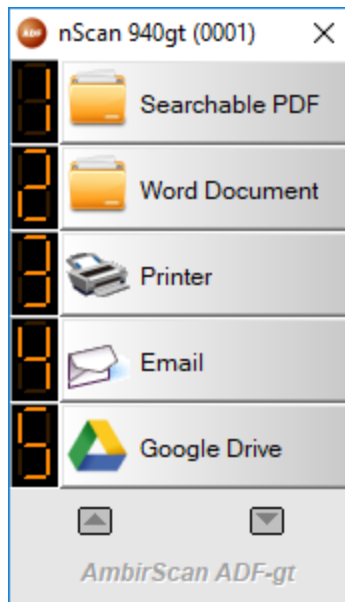 ADF nScan 940gt (0001)
1 Searchable PDF
2 Word Document
3 Printer
4 Email
5 Google Drive
AmbirScan ADF-gt